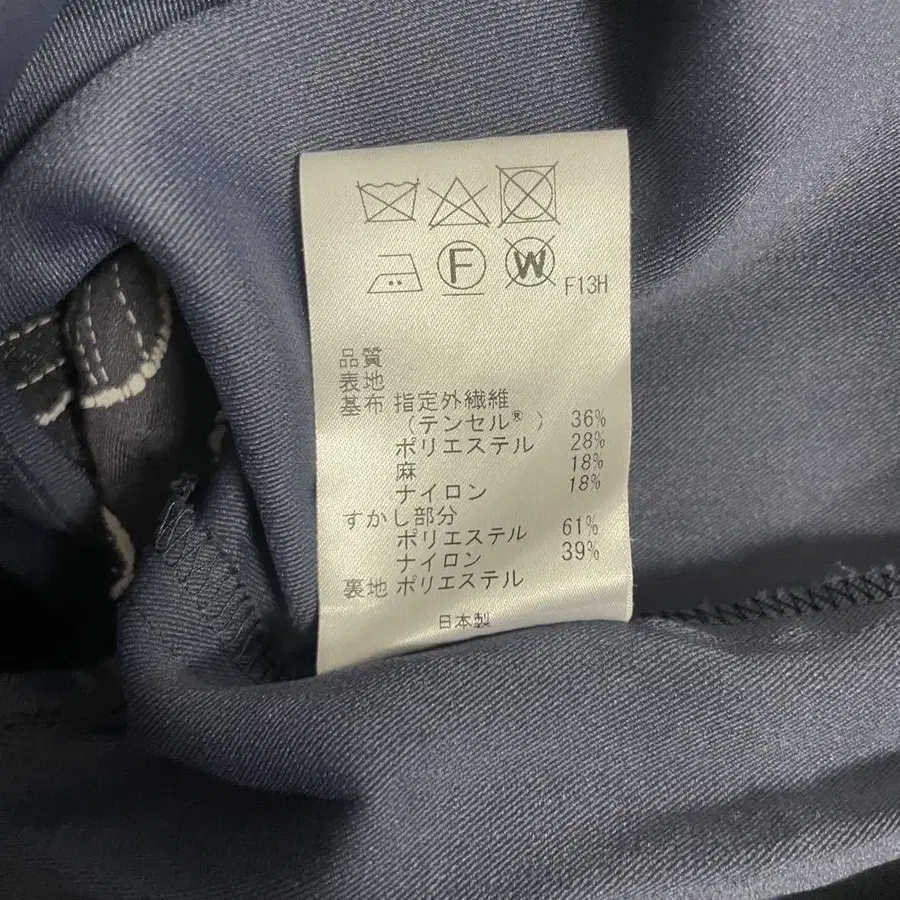 F
W
F13H
品質
表地
基布 指定外繊維
(テンセル®) 36%
ポリエステル 28%
麻 18%
ナイロン 18%
すかし部分
ポリエステル 61%
ナイロン 39%
裏地 ポリエステル
日本製